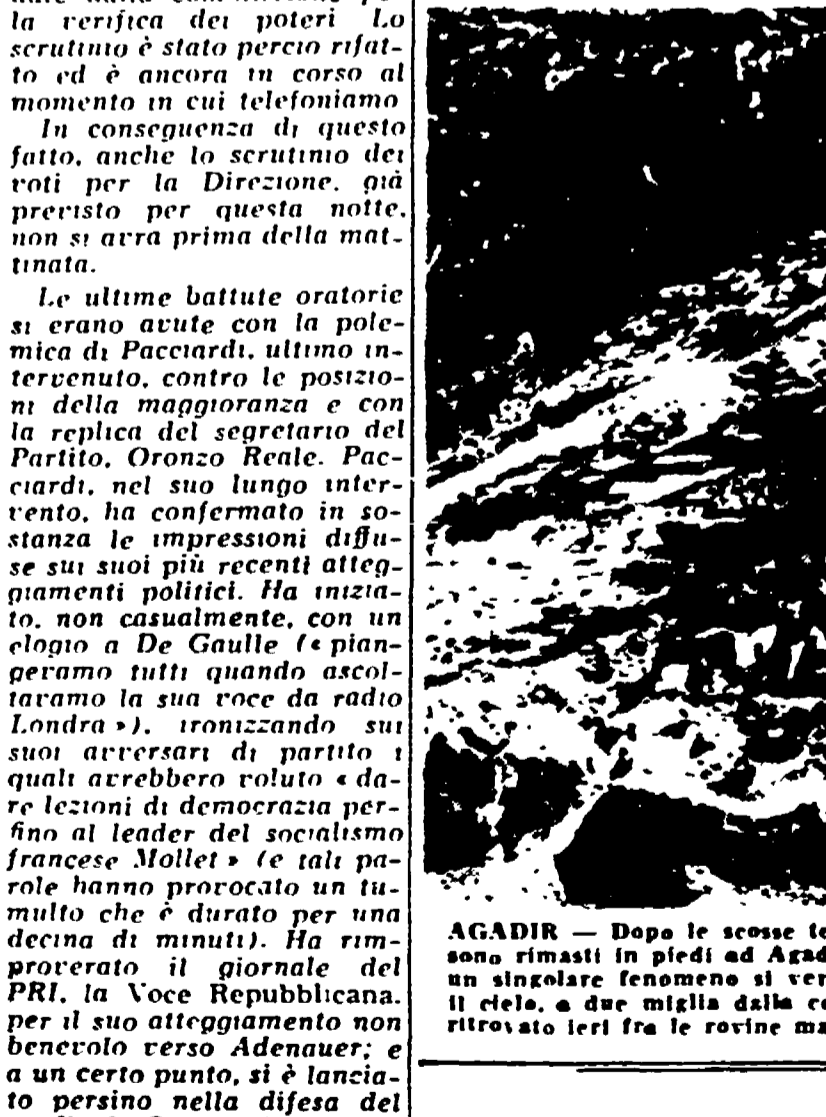 la verifica dei poteri Lo
scrutinio è stato perciò rifat-
to ed è ancora in corso al
momento in cui telefoniamo
In conseguenza di questo
fatto, anche lo scrutinio dei
voti per la Direzione, già
previsto per questa notte,
non si avrà prima della mat-
tinata.
Le ultime battute oratorie
si erano avute con la pole-
mica di Pacciardi, ultimo in-
tervenuto, contro le posizio-
ni della maggioranza e con
la replica del segretario del
Partito, Oronzo Reale. Pac-
ciardi, nel suo lungo inter-
vento, ha confermato in so-
stanza le impressioni diffu-
se sui suoi più recenti atteg-
giamenti politici. Ha inizia-
to, non casualmente, con un
elogio a De Gaulle (« pian-
gevamo tutti quando ascol-
tavamo la sua voce da radio
Londra »), ironizzando sui
suoi avversari di partito i
quali avrebbero voluto « da-
re lezioni di democrazia per-
fino al leader del socialismo
francese Mollet » (e tali pa-
role hanno provocato un tu-
multo che è durato per una
decina di minuti). Ha rim-
proverato il giornale del
PRI, la Voce Repubblicana,
per il suo atteggiamento non
benevolo verso Adenauer; e
a un certo punto, si è lancia-
to persino nella difesa del
AGADIR — Dopo le scosse te
sono rimasti in piedi ad Agad
un singolare fenomeno si ver
il cielo, a due miglia dalla co
ritrovato ieri fra le rovine ma